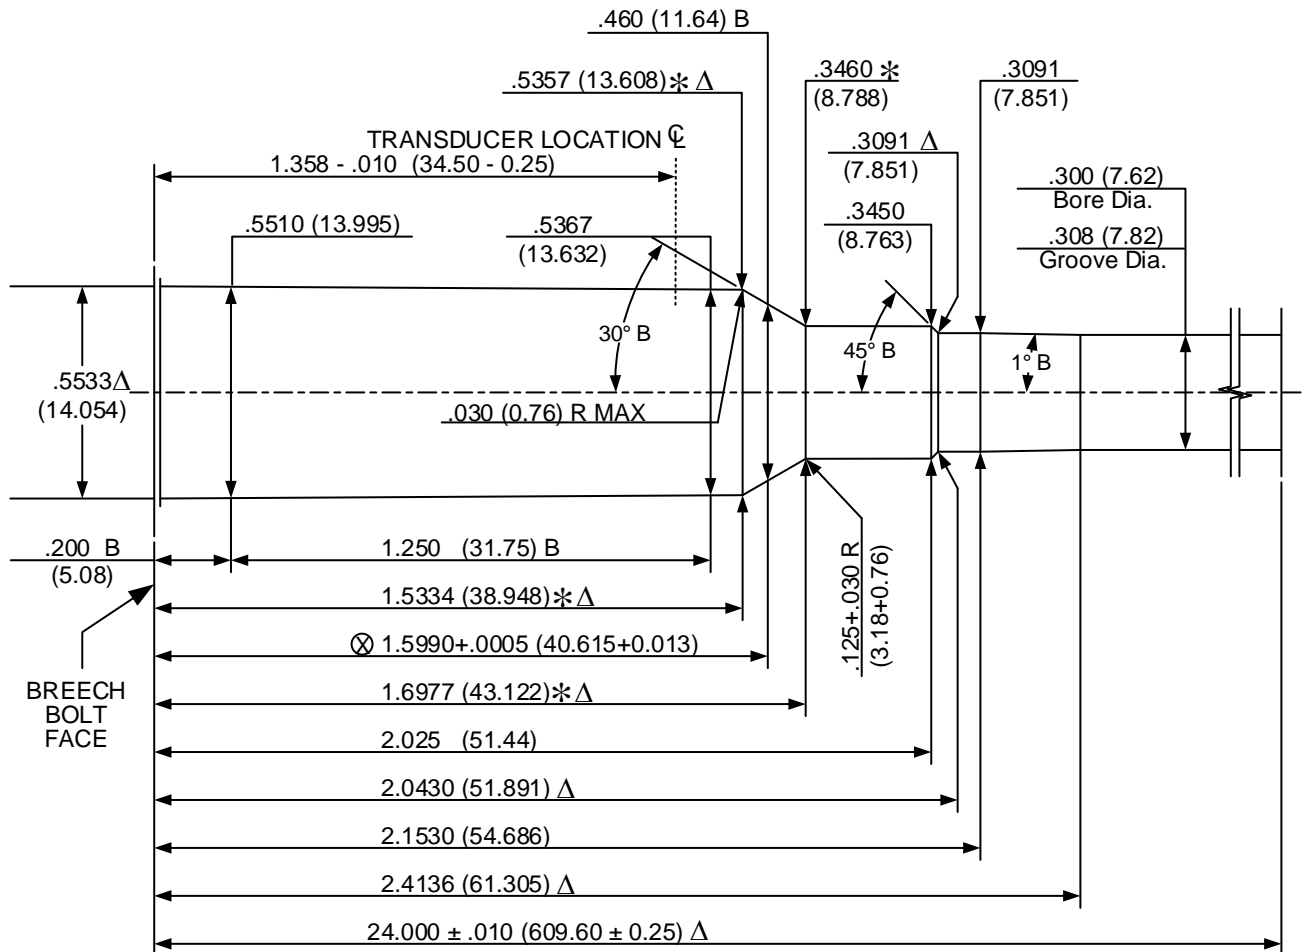 .460 (11.64) B
.5357 (13.608)✻ Δ
.3460 ✻
(8.788)
.3091
(7.851)
TRANSDUCER LOCATION ℄
1.358 - .010 (34.50 - 0.25)
.3091 Δ
(7.851)
.300 (7.62)
Bore Dia.
.5510 (13.995)
.5367
(13.632)
.3450
(8.763)
.308 (7.82)
Groove Dia.
30° B
45° B
1° B
.5533Δ
(14.054)
.030 (0.76) R MAX
.200 B
(5.08)
1.250 (31.75) B
.125+.030 R
(3.18+0.76)
1.5334 (38.948)✻ Δ
⊗ 1.5990+.0005 (40.615+0.013)
BREECH
BOLT
FACE
1.6977 (43.122)✻ Δ
2.025 (51.44)
2.0430 (51.891) Δ
2.1530 (54.686)
2.4136 (61.305) Δ
24.000 ± .010 (609.60 ± 0.25) Δ